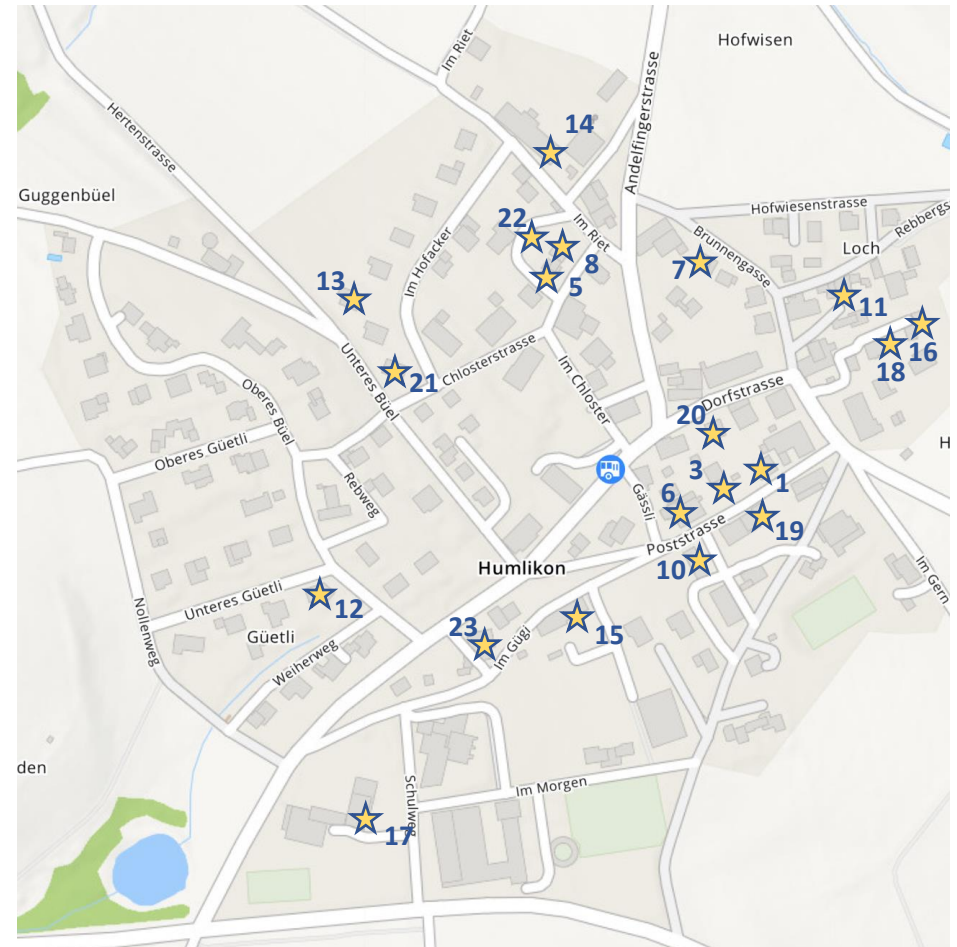 Hofwisen
Im Riet
Hertenstrasse
14
Andelfingerstrasse
Guggenbüel
Hofwiesenstrasse
Rebbergs
22
Im Riet
Brunnengasse
Loch
Im Hofacker
8
7
5
13
11
16
18
Unteres Büel
Chlosterstrasse
21
Im Chloster
Dorfstrasse
Oberes Büel
20
H
Oberes Güetli
3
1
Rebweg
Gässli
6
19
Poststrasse
Humlikon
10
Im Gern
Unteres Güetli
12
Nollenweg
Güetli
23
15
Im Gügi
Weiherweg
den
Schulweg
Im Morgen
17